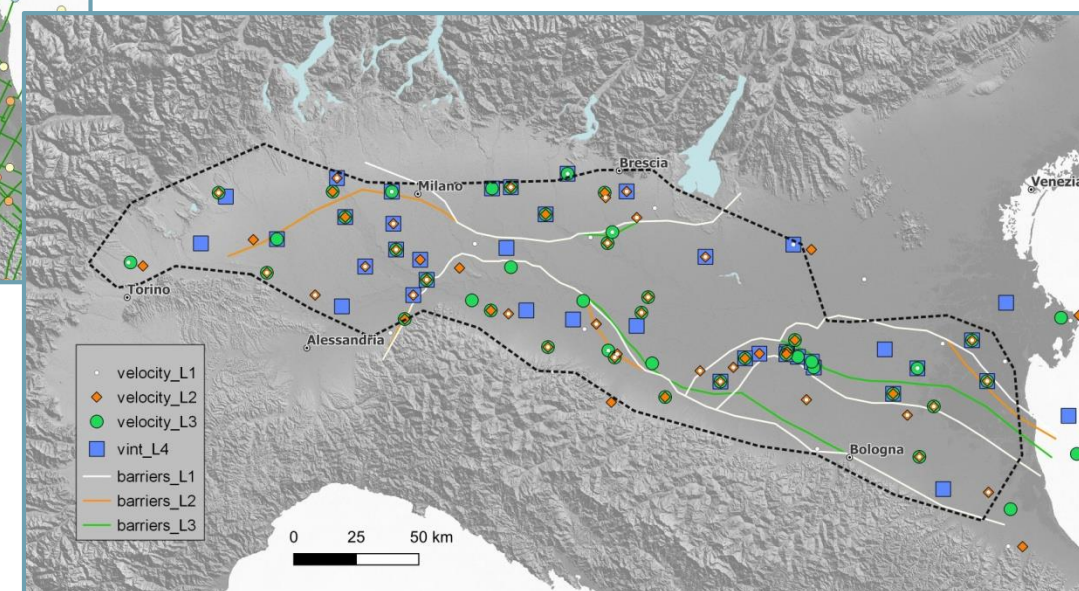 Brescia
Milano
Venezia
Torino
Alessandria
velocity_L1
velocity_L2
velocity_L3
vint_L4
barriers_L1
barriers_L2
barriers_L3
Bologna
0 25 50 km